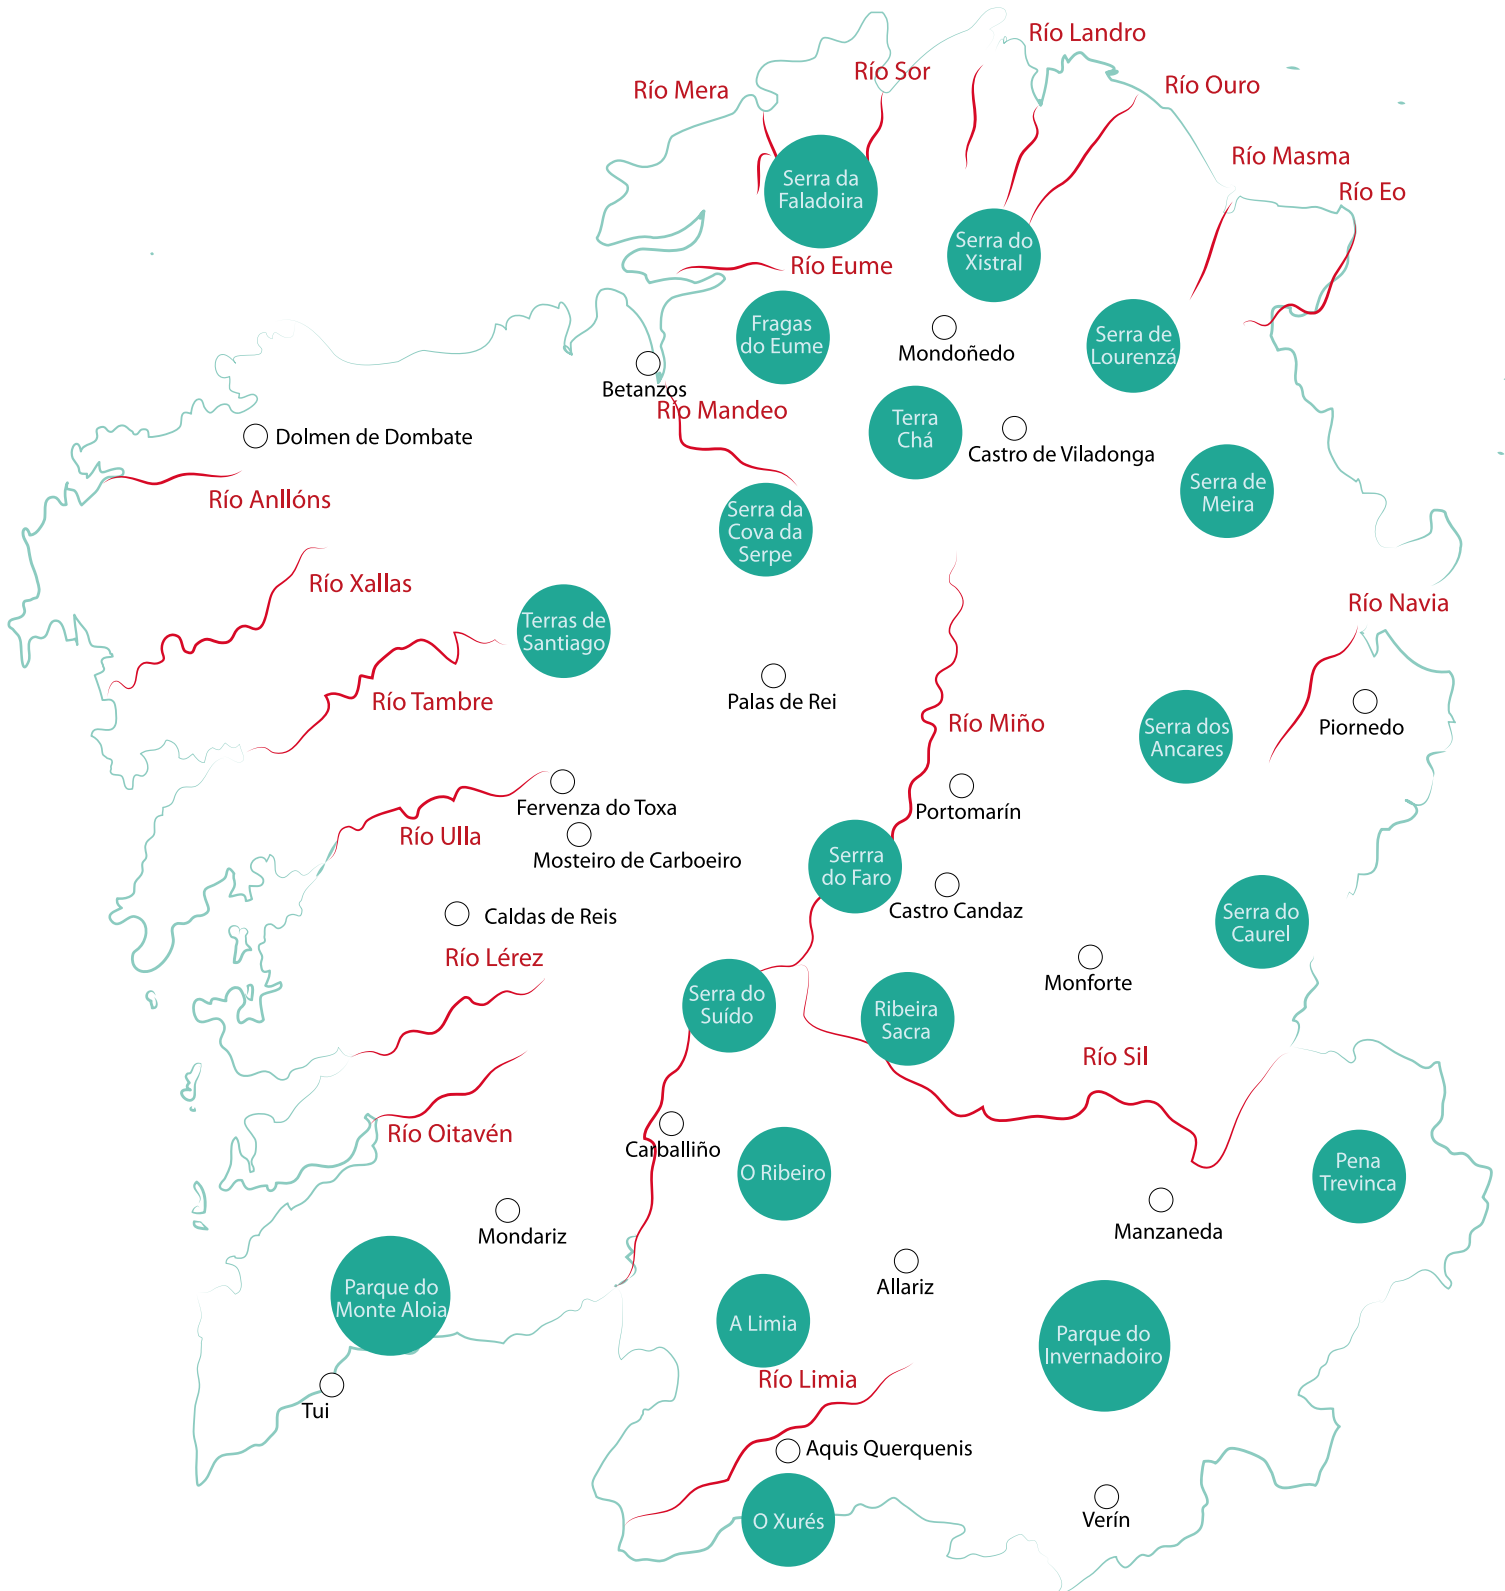 Río Landro
Río Sor
Río Mera
Río Ouro
Río Masma
Río Eo
Serra da
Faladoira
Serra do
Xistral
Río Eume
Fragas
do Eume
Mondoñedo
Serra de
Lourenzá
Betanzos
Río Mandeo
Terra
Chá
Dolmen de Dombate
Castro de Viladonga
Río Anllóns
Serra de
Meira
Serra da
Cova da
Serpe
Río Xallas
Río Navia
Terras de
Santiago
Río Tambre
Palas de Rei
Río Miño
Serra dos
Ancares
Piornedo
Fervenza do Toxa
Portomarín
Río Ulla
Mosteiro de Carboeiro
Serrra
do Faro
Castro Candaz
Caldas de Reis
Serra do
Caurel
Río Lérez
Monforte
Serra do
Suído
Ribeira
Sacra
Río Sil
Río Oitavén
Carballiño
O Ribeiro
Pena
Trevinca
Mondariz
Manzaneda
Parque do
Monte Aloia
Allariz
A Limia
Parque do
Invernadoiro
Río Limia
Tui
Aquis Querquenis
O Xurés
Verín